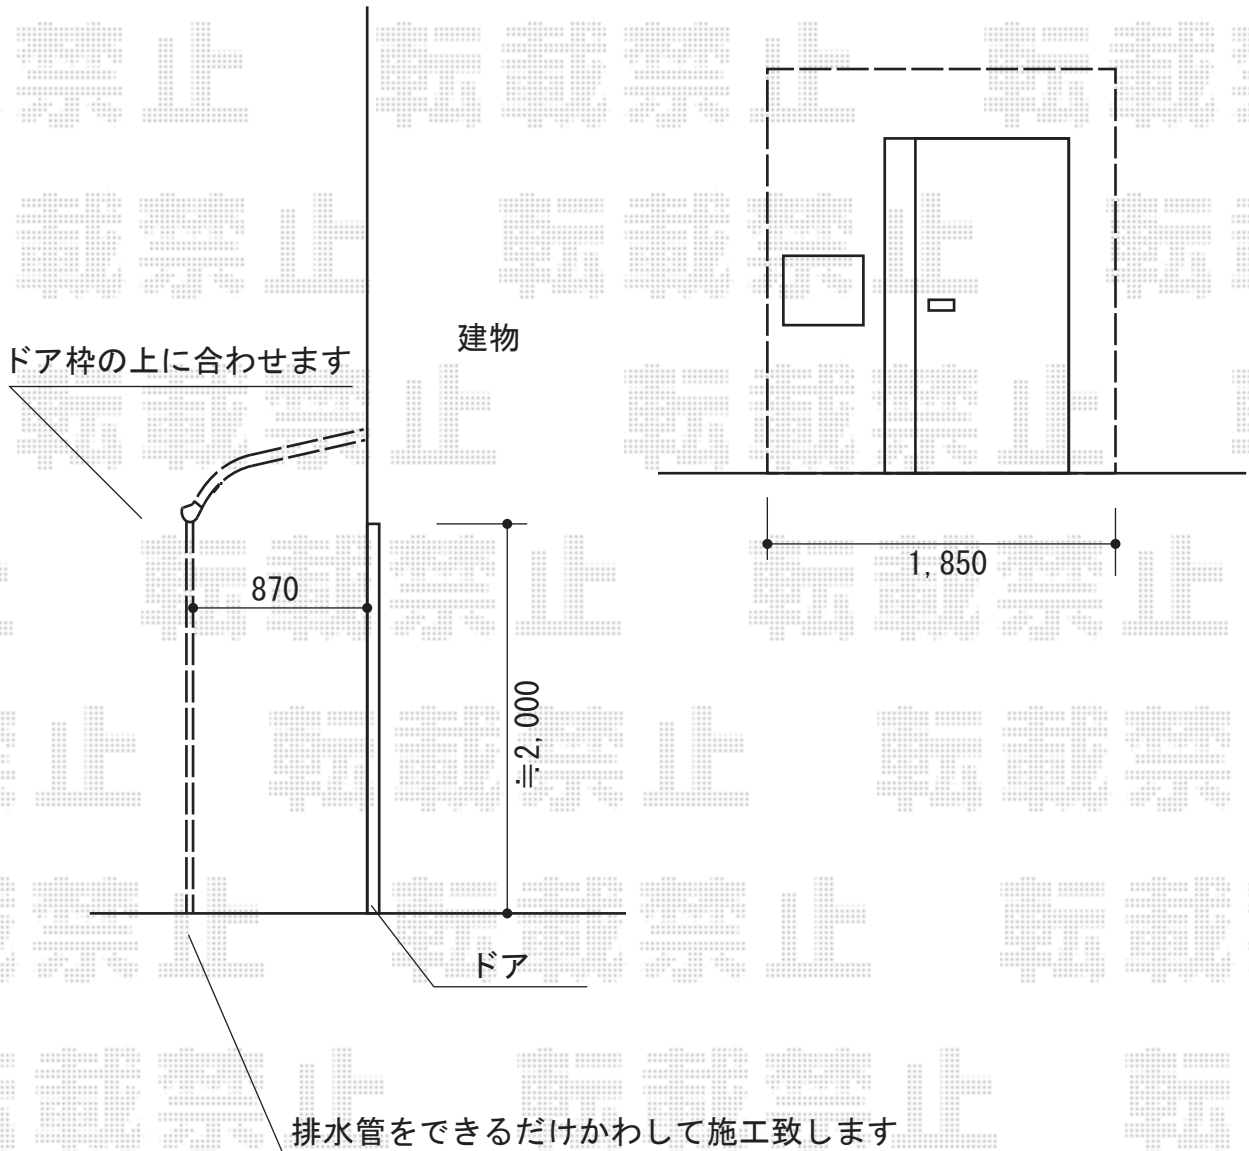 転載禁止
建物
ドア枠の上に合わせます
870
1,850
≒2,000
ドア
排水管をできるだけかわして施工致します